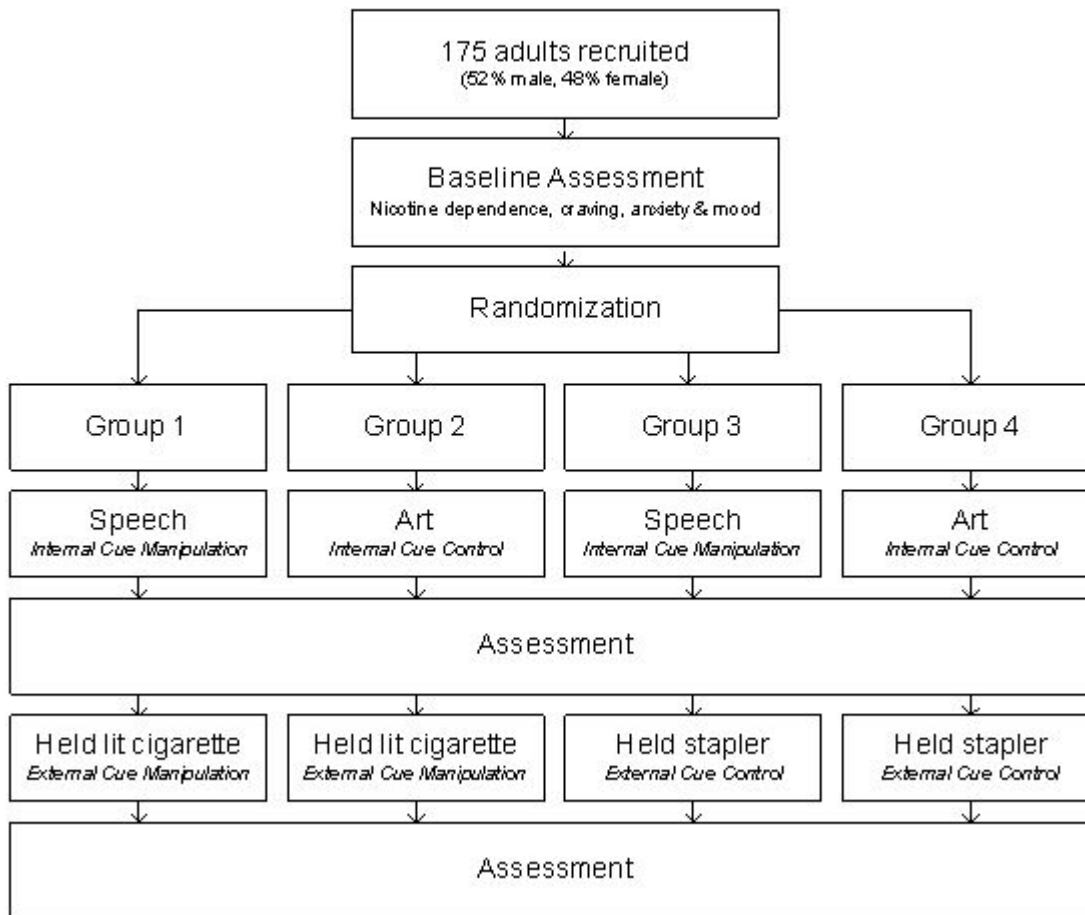 175 adults recruited
(52% male, 48% female)
Baseline Assessment
Nicotine dependence, craving, anxiety & mood
Randomization
Group 1
Group 2
Group 3
Group 4
Speech
Internal Cue Manipulation
Art
Internal Cue Control
Speech
Internal Cue Manipulation
Art
Internal Cue Control
Assessment
Held lit cigarette
External Cue Manipulation
Held lit cigarette
External Cue Manipulation
Held stapler
External Cue Control
Held stapler
External Cue Control
Assessment